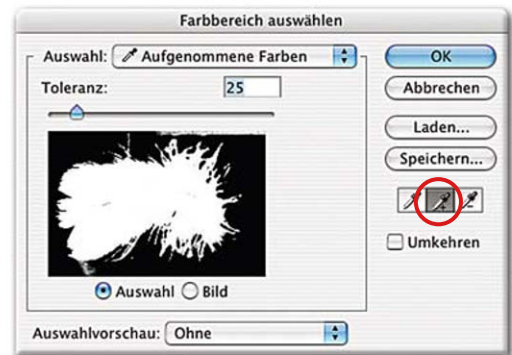 Farbbereich auswählen
Auswahl: Aufgenommene Farben
OK
Toleranz: 25
Abbrechen
Laden...
Speichern...
Umkehren
Auswahl Bild
Auswahlvorschau: Ohne